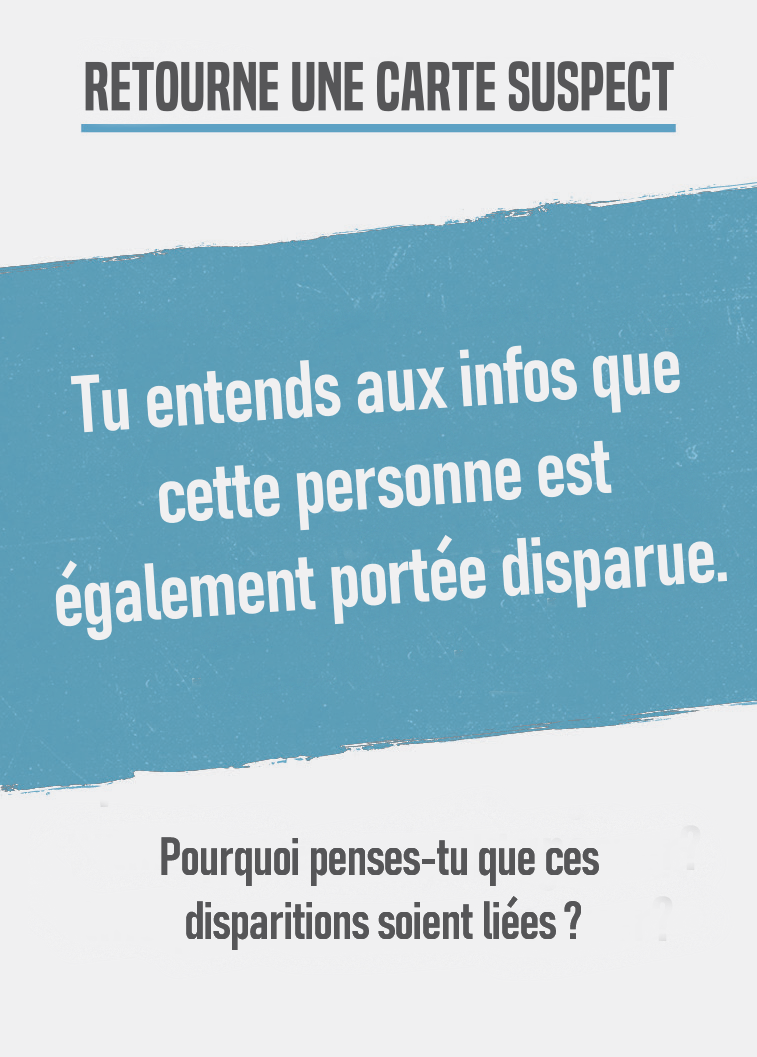 RETOURNE UNE CARTE SUSPECT
Tu entends aux infos que
cette personne est
également portée disparue.
Pourquoi penses-tu que ces
disparitions soient liées ?